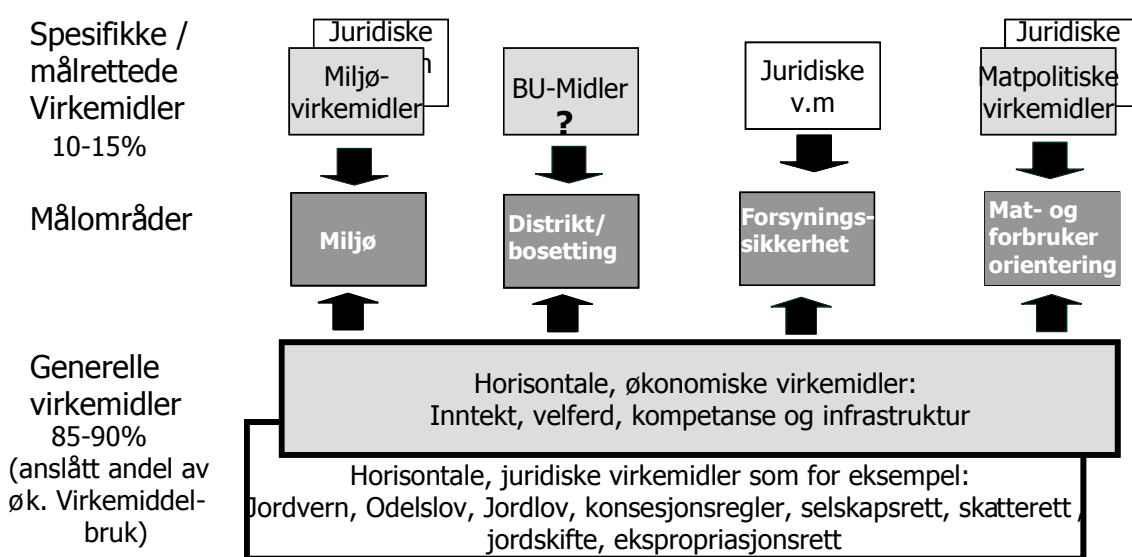 Spesifikke /
målrettede
Virkemidler
10-15%
Juridiske
Miljø-
virkemidler
BU-Midler
?
Juridiske
v.m
Juridiske
Matpolitiske
virkemidler
Målområder
Miljø
Distrikt/
bosetting
Forsynings-
sikkerhet
Mat- og
forbruker
orientering
Generelle
virkemidler
85-90%
(anslått andel av
øk. Virkemiddel-
bruk)
Horisontale, økonomiske virkemidler:
Inntekt, velferd, kompetanse og infrastruktur
Horisontale, juridiske virkemidler som for eksempel:
Jordvern, Odelslov, Jordlov, konsesjonsregler, selskapsrett, skatterett,
jordskifte, ekspropriasjonsrett